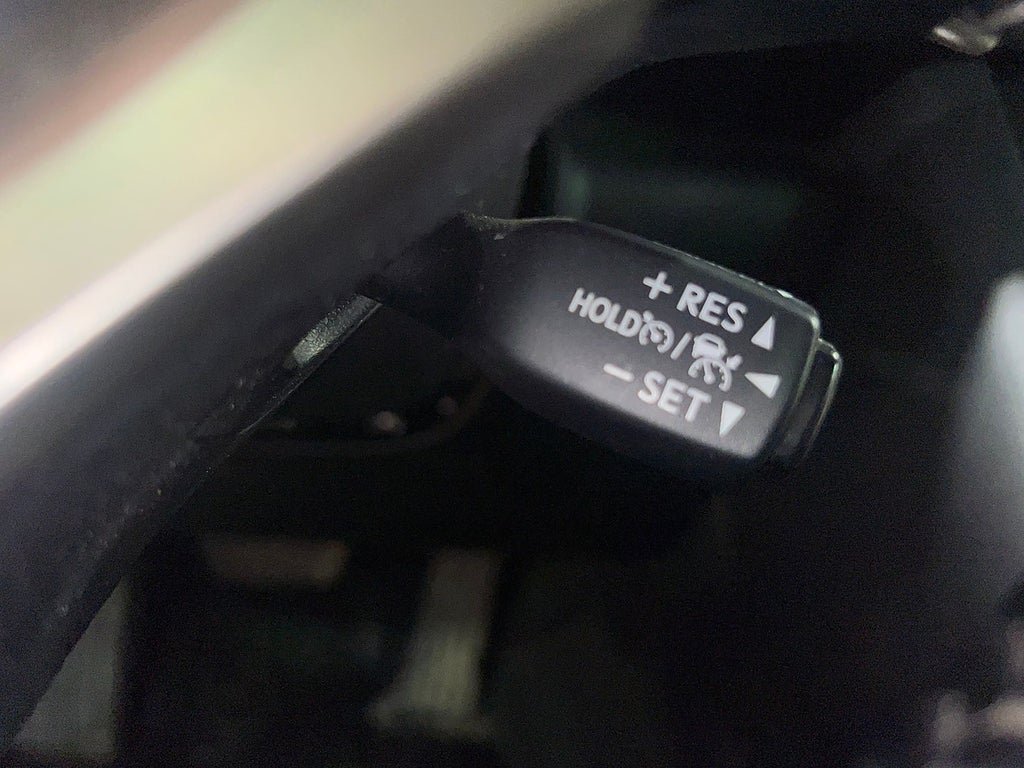 + RES
HOLD /
– SET